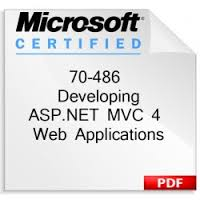 Microsoft
CERTIFIED
70-486
Developing
ASP.NET MVC 4
Web Applications
PDF